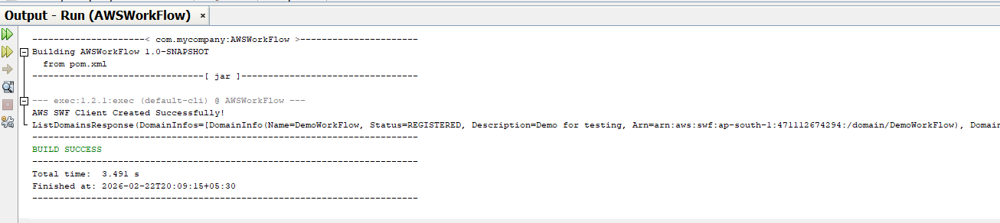 Output - Run (AWSWorkFlow) ×
---------------------< com.mycompany:AWSWorkFlow >----------------------
Building AWSWorkFlow 1.0-SNAPSHOT
  from pom.xml
--------------------------------[ jar ]---------------------------------
--- exec:1.2.1:exec (default-cli) @ AWSWorkFlow ---
AWS SWF Client Created Successfully!
ListDomainsResponse(DomainInfos=[DomainInfo(Name=DemoWorkFlow, Status=REGISTERED, Description=Demo for testing, Arn=arn:aws:swf:ap-south-1:471112674294:/domain/DemoWorkFlow), Domain
------------------------------------------------------------------------
BUILD SUCCESS
------------------------------------------------------------------------
Total time:  3.491 s
Finished at: 2026-02-22T20:09:15+05:30
------------------------------------------------------------------------